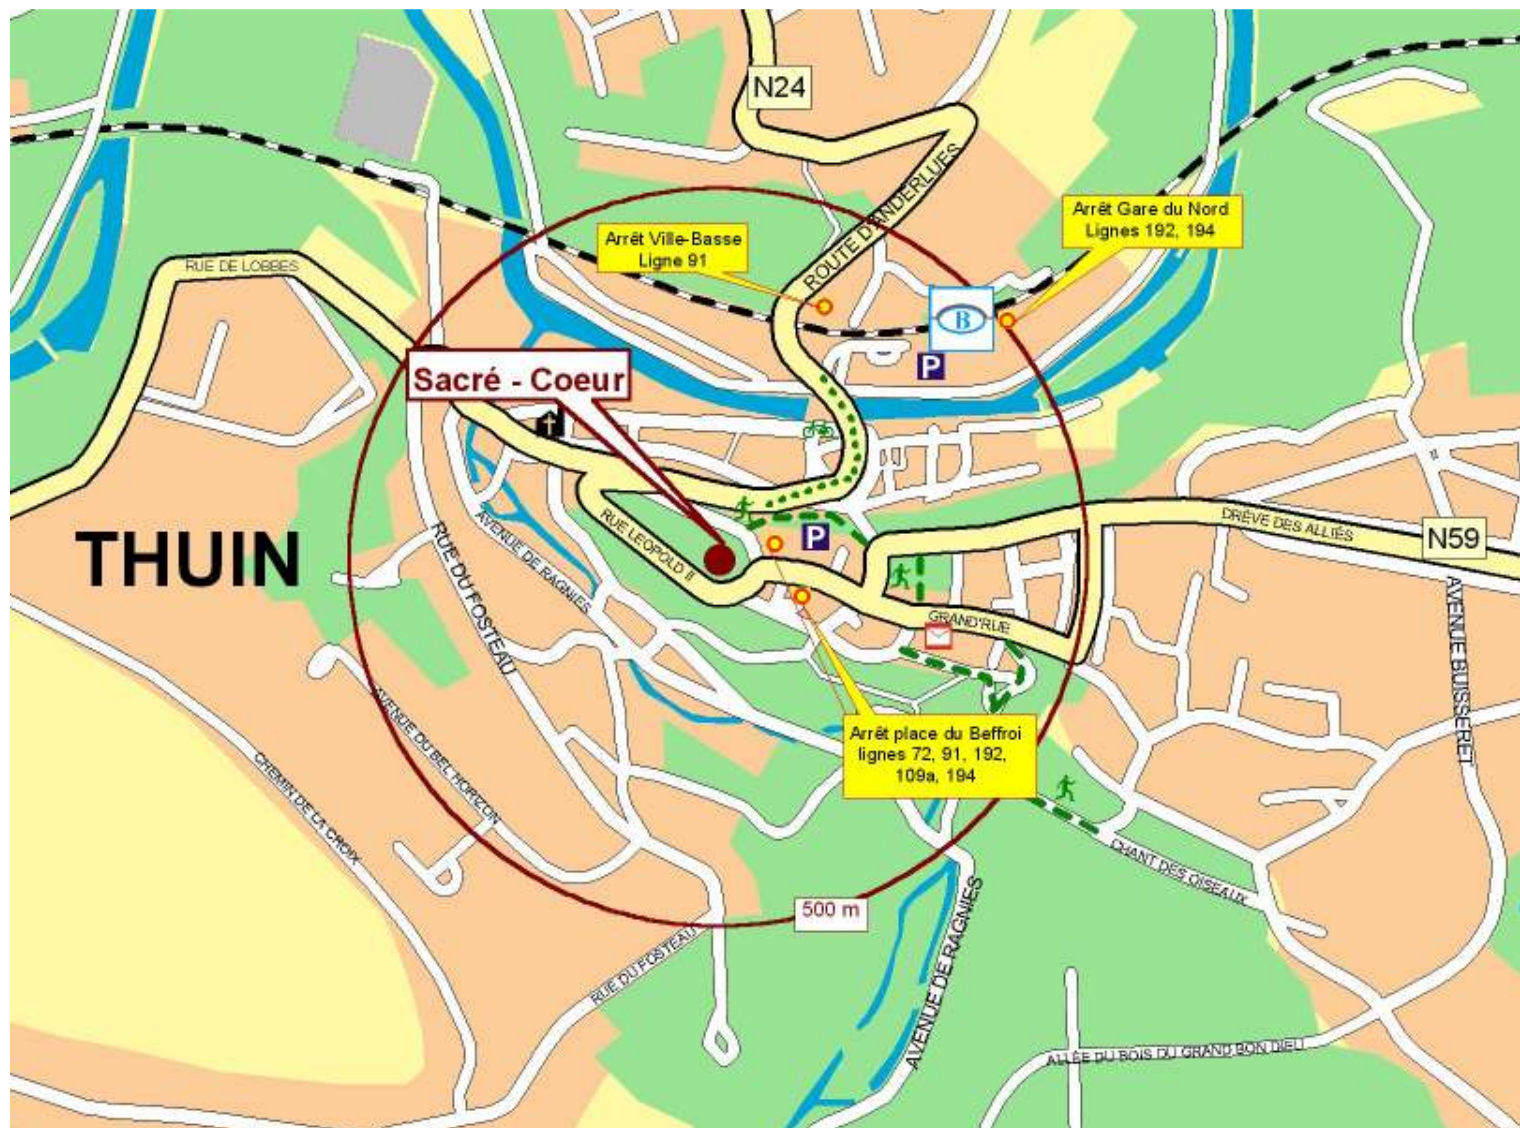 N24
ROUTE D'ANDERLUES
Arrêt Gare du Nord
Lignes 192, 194
Arrêt Ville-Basse
Ligne 91
RUE DE LOBBES
B
P
Sacré - Coeur
THUIN
RUE DU FOSTEAU
AVENUE DE RAGNIES
RUE LEOPOLD II
P
DRÈVE DES ALLIÉS
N59
GRAND'RUE
AVENUE BUISSERET
Arrêt place du Beffroi
lignes 72, 91, 192,
109a, 194
AVENUE DU BEL HORIZON
CHEMIN DE LA CROIX
CHANT DES OISEAUX
500 m
RUE DU FOSTEAU
AVENUE DE RAGNIES
ALLÉE DU BOIS DU GRAND BON DIEU